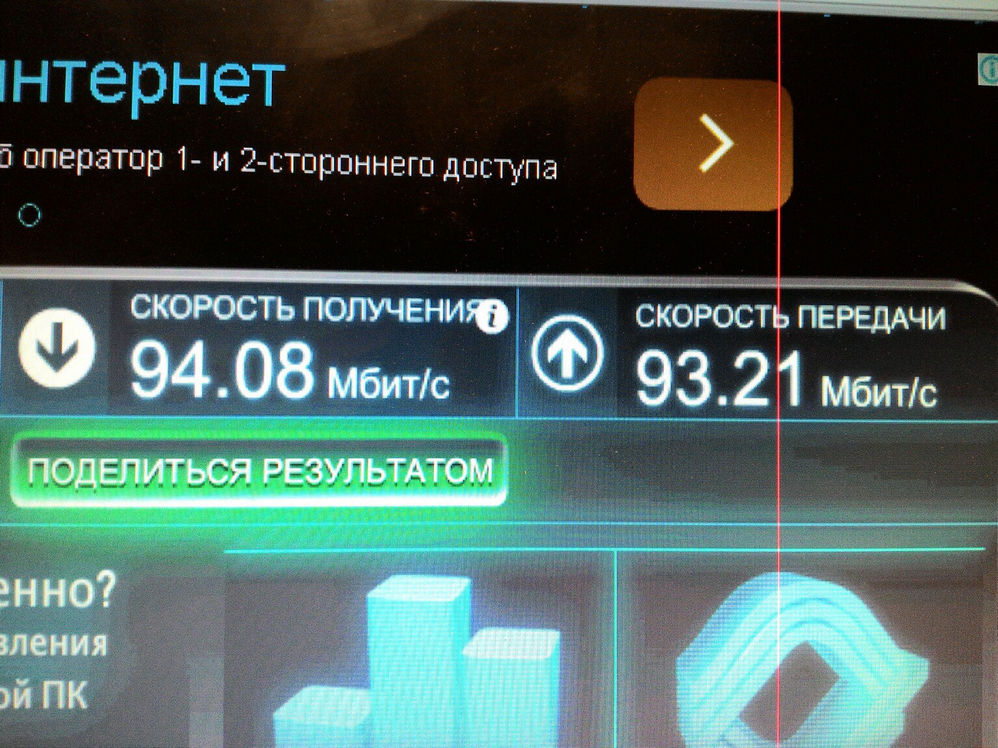 интернет
б оператор 1- и 2-стороннего доступа
СКОРОСТЬ ПОЛУЧЕНИЯ
94.08 Мбит/с
СКОРОСТЬ ПЕРЕДАЧИ
93.21 Мбит/с
ПОДЕЛИТЬСЯ РЕЗУЛЬТАТОМ
енно?
вления
ой ПК